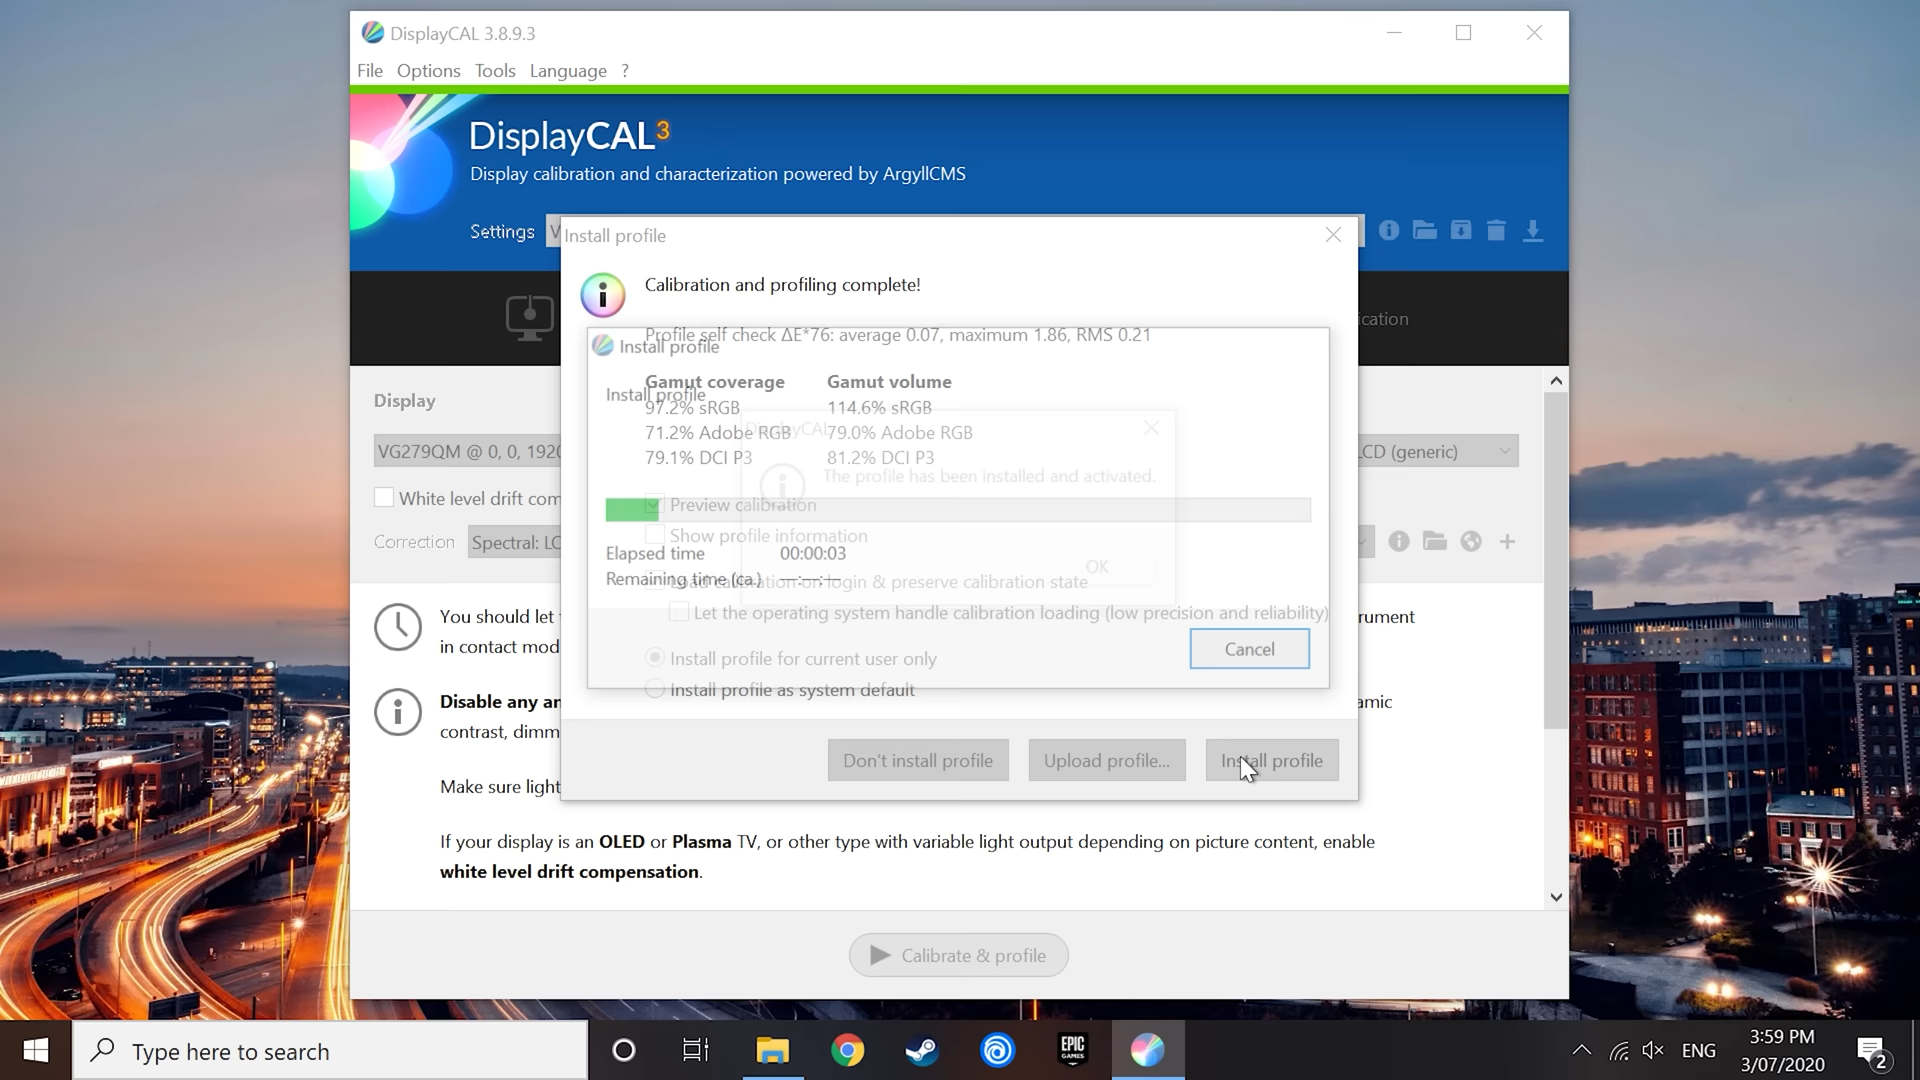 DisplayCAL 3.8.9.3
File Options Tools Language ?
DisplayCAL3
Display calibration and characterization powered by ArgyllCMS
Settings V
Install profile
Calibration and profiling complete!
Profile self check ΔE*76: average 0.07, maximum 1.86, RMS 0.21
Install profile
Gamut coverage Gamut volume
Install profile
97.2% sRGB 114.6% sRGB
71.2% Adobe RGB 79.0% Adobe RGB
79.1% DCI P3 81.2% DCI P3
DisplayCAL
The profile has been installed and activated.
OK
Preview calibration
Show profile information
Elapsed time 00:00:03
Remaining time (ca.) --:--:--
Load calibration on login & preserve calibration state
Let the operating system handle calibration loading (low precision and reliability)
Cancel
Install profile for current user only
Install profile as system default
Don't install profile Upload profile... Install profile
ication
Display
VG279QM @ 0, 0, 192
LCD (generic)
White level drift com
Correction Spectral: LC
You should let
rument
in contact mod
Disable any an
amic
contrast, dimm
Make sure light
If your display is an OLED or Plasma TV, or other type with variable light output depending on picture content, enable
white level drift compensation.
Calibrate & profile
Type here to search
EPIC
GAMES
ENG
3:59 PM
3/07/2020
2